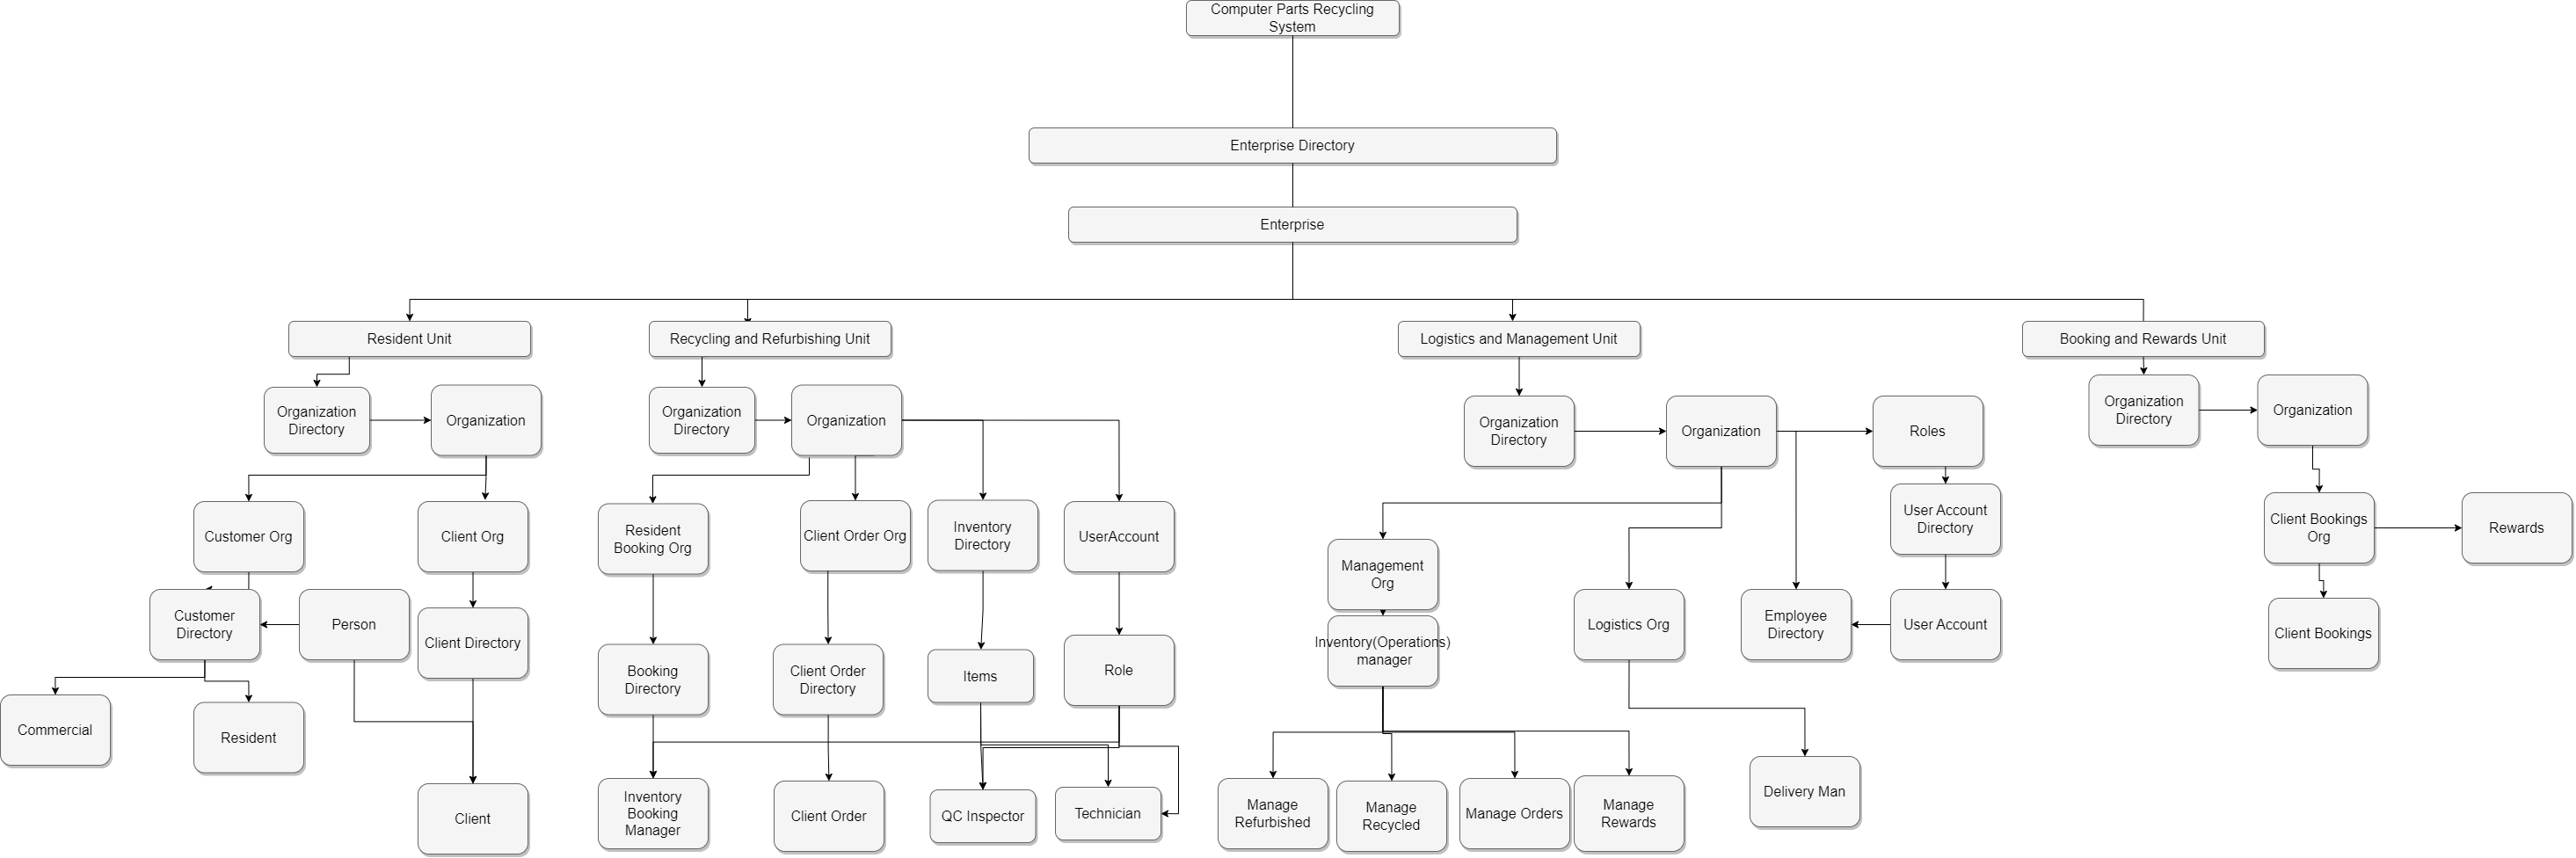 Computer Parts Recycling
System
Enterprise Directory
Enterprise
Resident Unit
Recycling and Refurbishing Unit
Logistics and Management Unit
Booking and Rewards Unit
Organization
Directory
Organization
Organization
Directory
Organization
Organization
Directory
Organization
Roles
Organization
Directory
Organization
Customer Org
Client Org
Resident
Booking Org
Client Order Org
Inventory
Directory
UserAccount
Management
Org
User Account
Directory
Client Bookings
Org
Rewards
Customer
Directory
Person
Client Directory
Booking
Directory
Client Order
Directory
Items
Role
Inventory(Operations)
manager
Logistics Org
Employee
Directory
User Account
Client Bookings
Commercial
Resident
Client
Inventory
Booking
Manager
Client Order
QC Inspector
Technician
Manage
Refurbished
Manage
Recycled
Manage Orders
Manage
Rewards
Delivery Man